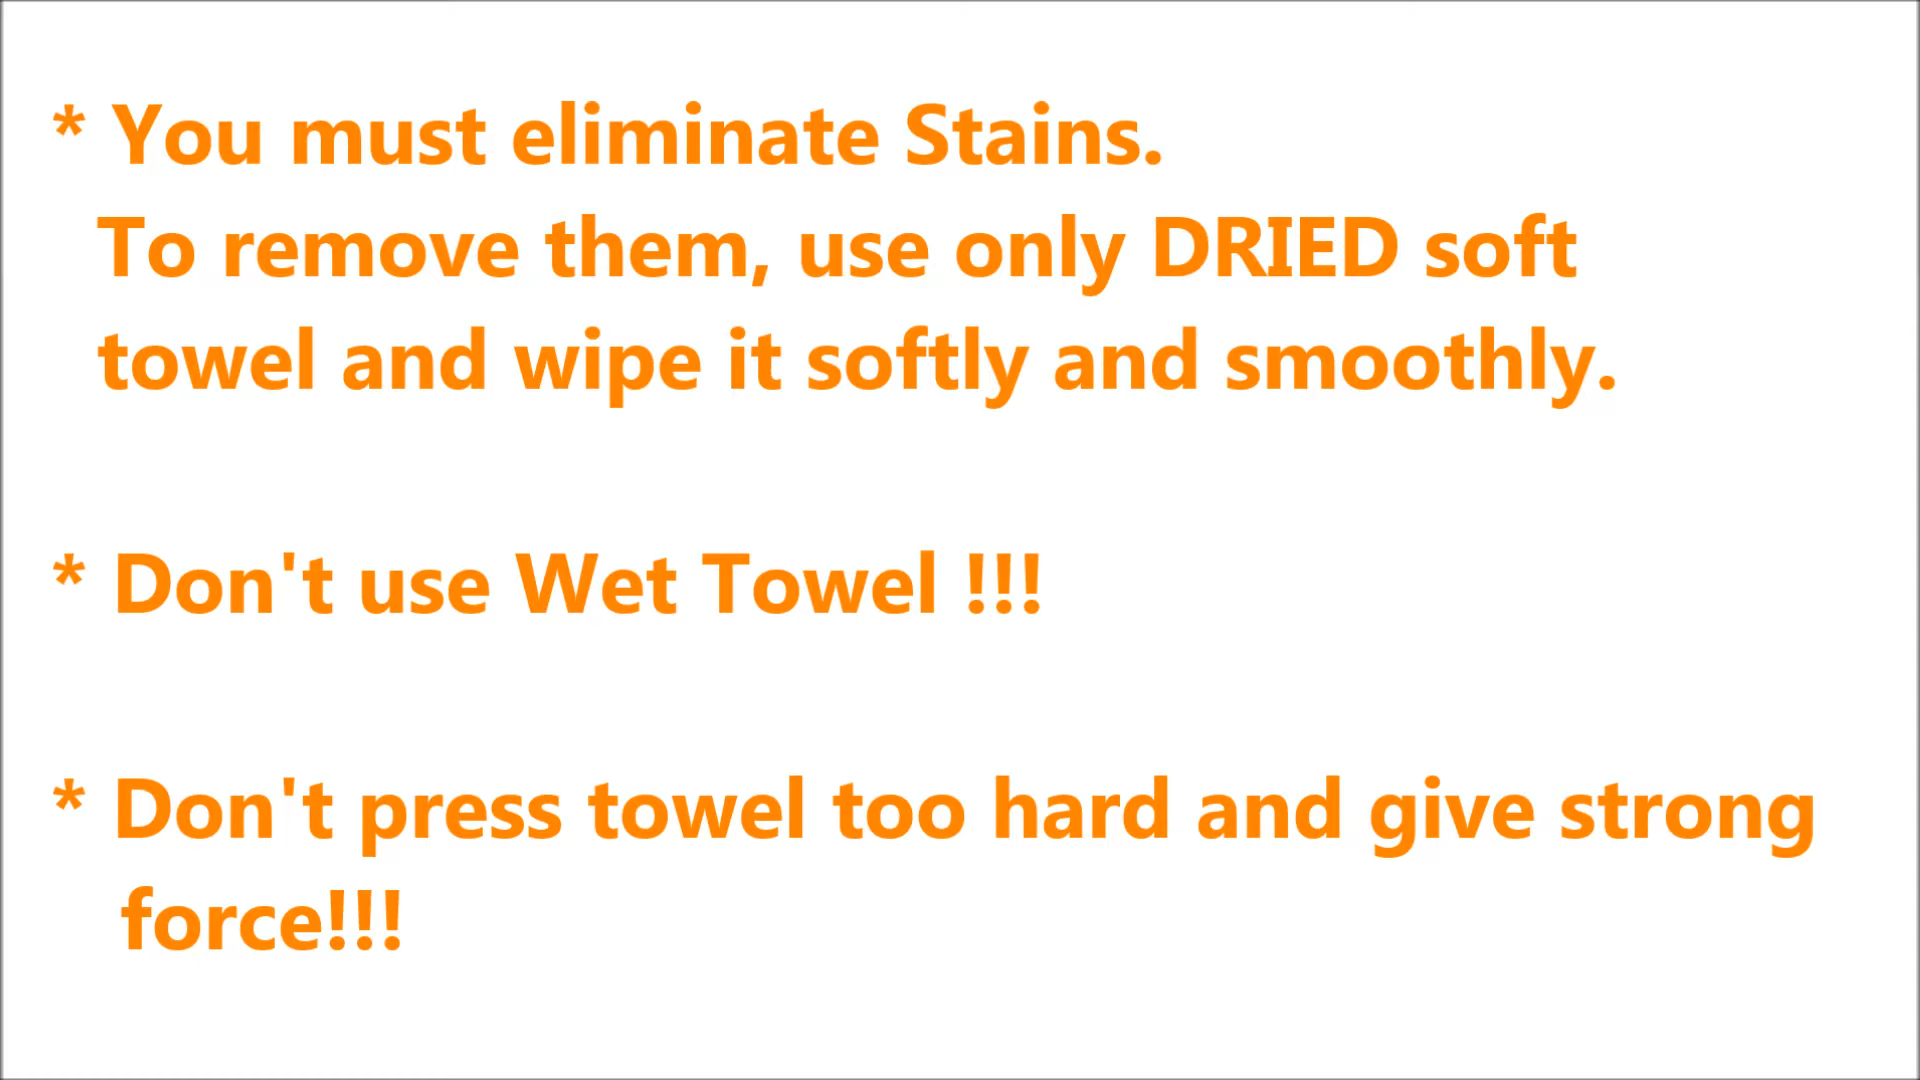 * You must eliminate Stains.
To remove them, use only DRIED soft
towel and wipe it softly and smoothly.
* Don't use Wet Towel !!!
* Don't press towel too hard and give strong
force!!!